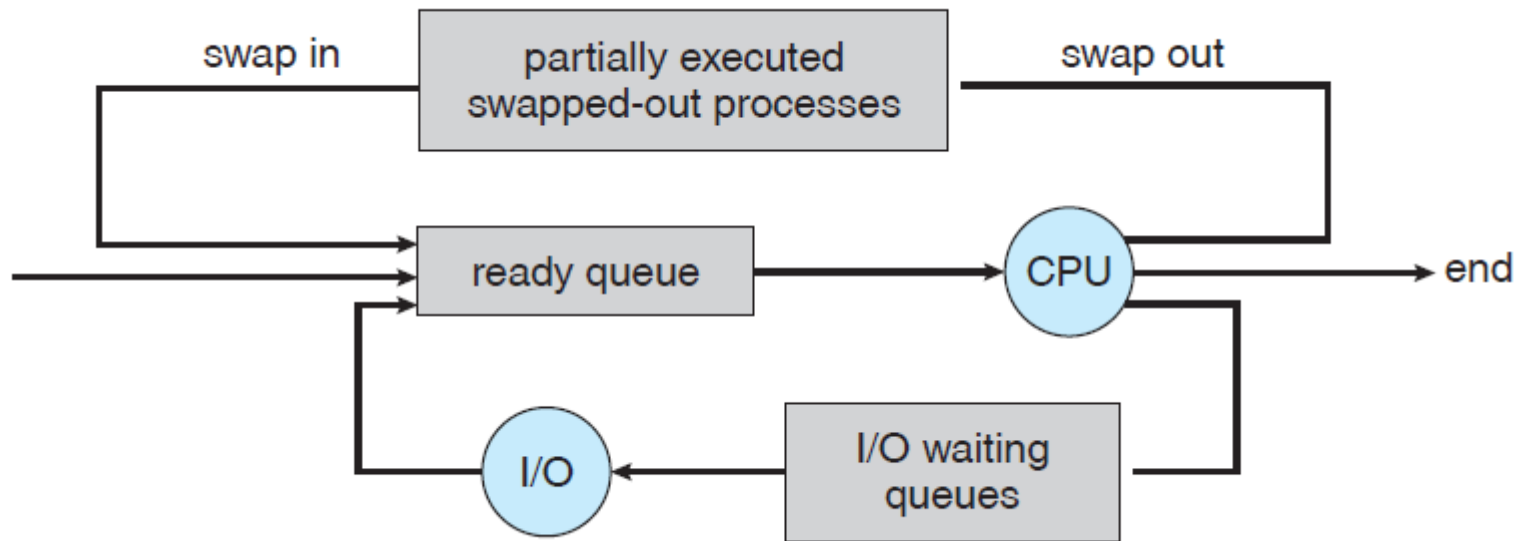 swap in
partially executed
swapped-out processes
swap out
ready queue
CPU
end
I/O
I/O waiting
queues